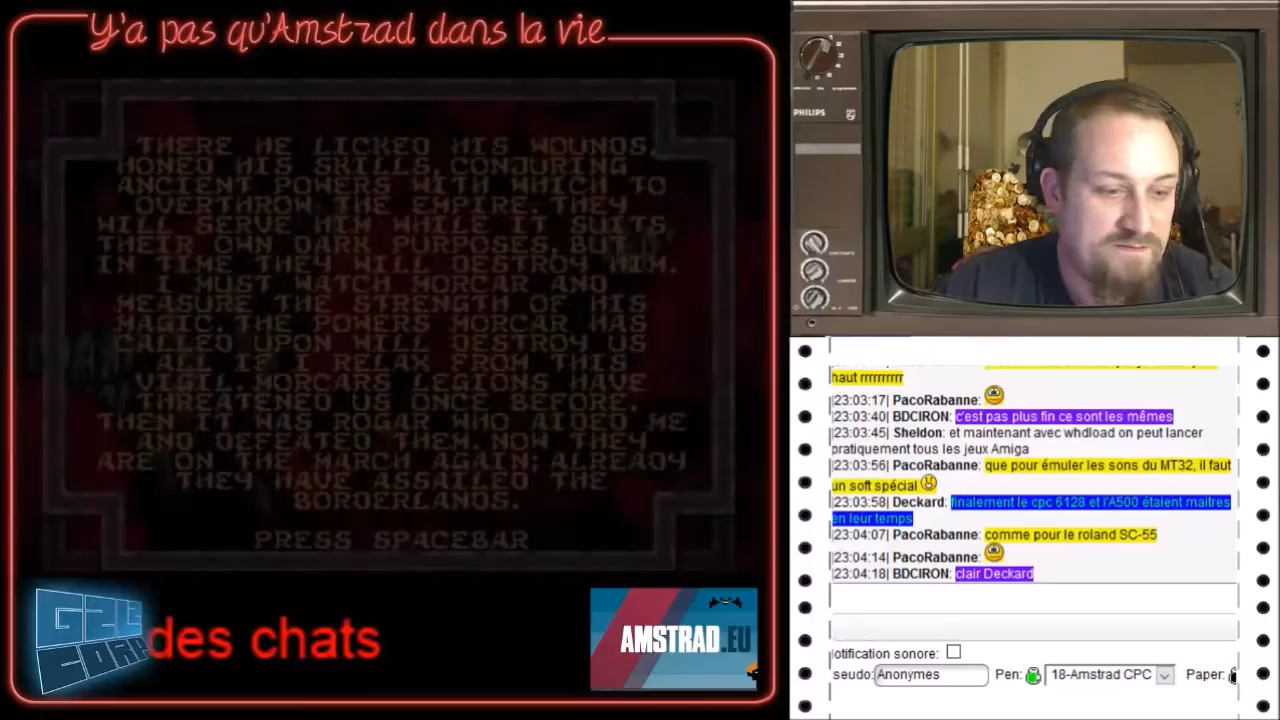 Y'a pas qu'Amstrad dans la vie
THERE HE LICKED HIS WOUNDS,
HONED HIS SKILLS, CONJURING
ANCIENT POWERS WITH WHICH TO
OVERTHROW THE EMPIRE. THEY
WILL SERVE HIM WHILE IT SUITS
THEIR OWN DARK PURPOSES, BUT
IN TIME THEY WILL DESTROY HIM.
I MUST WATCH MORCAR AND
MEASURE THE STRENGTH OF HIS
MAGIC. THE POWERS MORCAR HAS
CALLED UPON WILL DESTROY US
ALL IF I RELAX FROM THIS
VIGIL. MORCARS LEGIONS HAVE
US ONCE BEFORE.
THEN IT WAS ME
AND NOW THEY
ARE ON THE MARCH AGAIN; ALREADY
THEY HAVE ASSAILED THE
BORDERLANDS.
PRESS SPACEBAR
G2L2
CORP
des chats
AMSTRAD.EU
PHILIPS
haut rrrrrrrrrr
|23:03:17| PacoRabanne:
|23:03:40| BDCIRON: c'est pas plus fin ce sont les mêmes
|23:03:45| Sheldon: et maintenant avec whdload on peut lancer
pratiquement tous les jeux Amiga
|23:03:56| PacoRabanne: que pour émuler les sons du MT32, il faut
un soft spécial
|23:03:58| Deckard: finalement le cpc 6128 et l'A500 étaient maitres
en leur temps
|23:04:07| PacoRabanne: comme pour le roland SC-55
|23:04:14| PacoRabanne:
|23:04:18| BDCIRON: clair Deckard
otification sonore:
seudo: Anonymes Pen: 18-Amstrad CPC Paper: